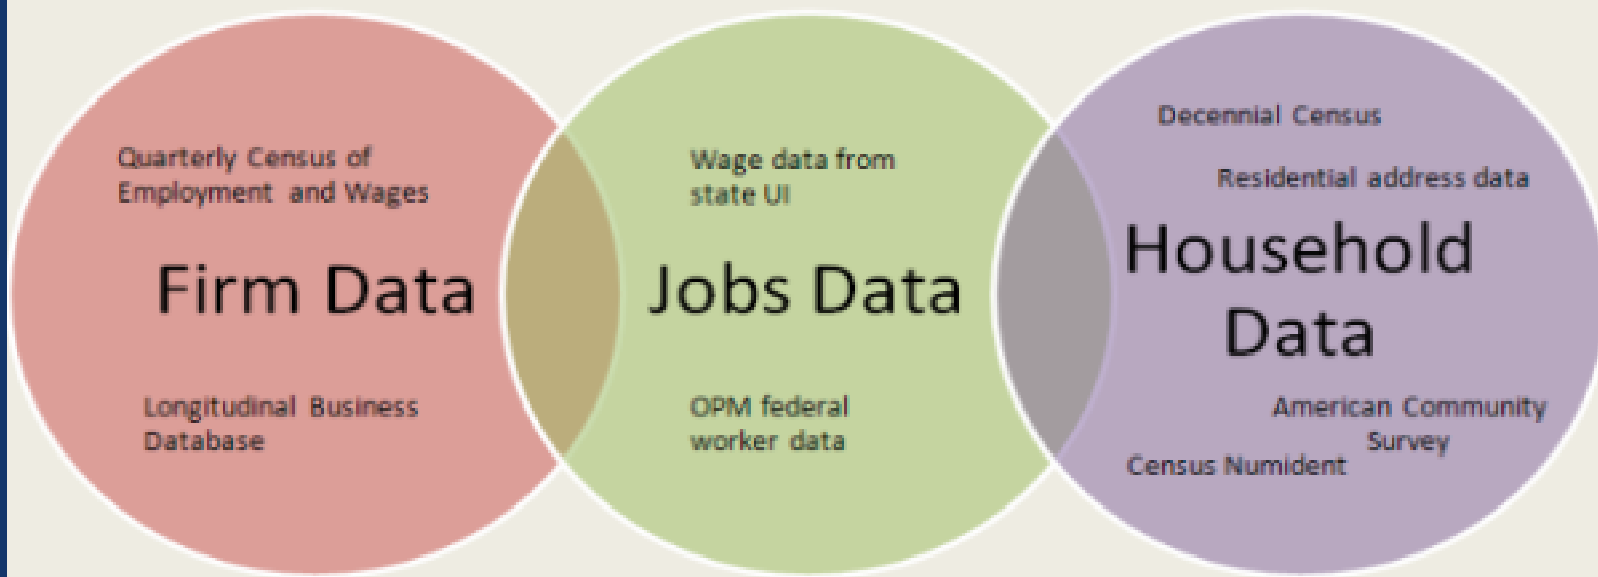 Quarterly Census of
Employment and Wages
Firm Data
Longitudinal Business
Database
Wage data from
state UI
Jobs Data
OPM federal
worker data
Decennial Census
Residential address data
Household
Data
American Community
Survey
Census Numident